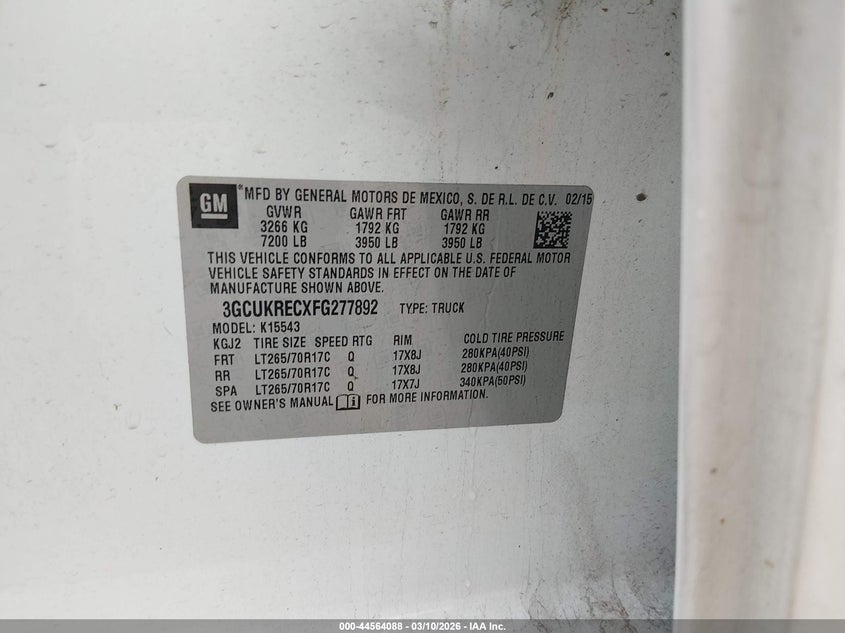 GM *MFD BY GENERAL MOTORS DE MEXICO, S. DE R.L. DE C.V. 02/15
GVWR GAWR FRT GAWR RR
3266 KG 1792 KG 1792 KG
7200 LB 3950 LB 3950 LB
THIS VEHICLE CONFORMS TO ALL APPLICABLE U.S. FEDERAL MOTOR
VEHICLE SAFETY STANDARDS IN EFFECT ON THE DATE OF
MANUFACTURE SHOWN ABOVE.
3GCUKRECXFG277892 TYPE: TRUCK
MODEL: K15543
KGJ2 TIRE SIZE SPEED RTG RIM COLD TIRE PRESSURE
FRT LT265/70R17C Q 17X8J 280KPA(40PSI)
RR LT265/70R17C Q 17X8J 280KPA(40PSI)
SPA LT265/70R17C Q 17X7J 340KPA(50PSI)
SEE OWNER'S MANUAL i FOR MORE INFORMATION.
000-44564088 — 03/10/2026 — IAA Inc.